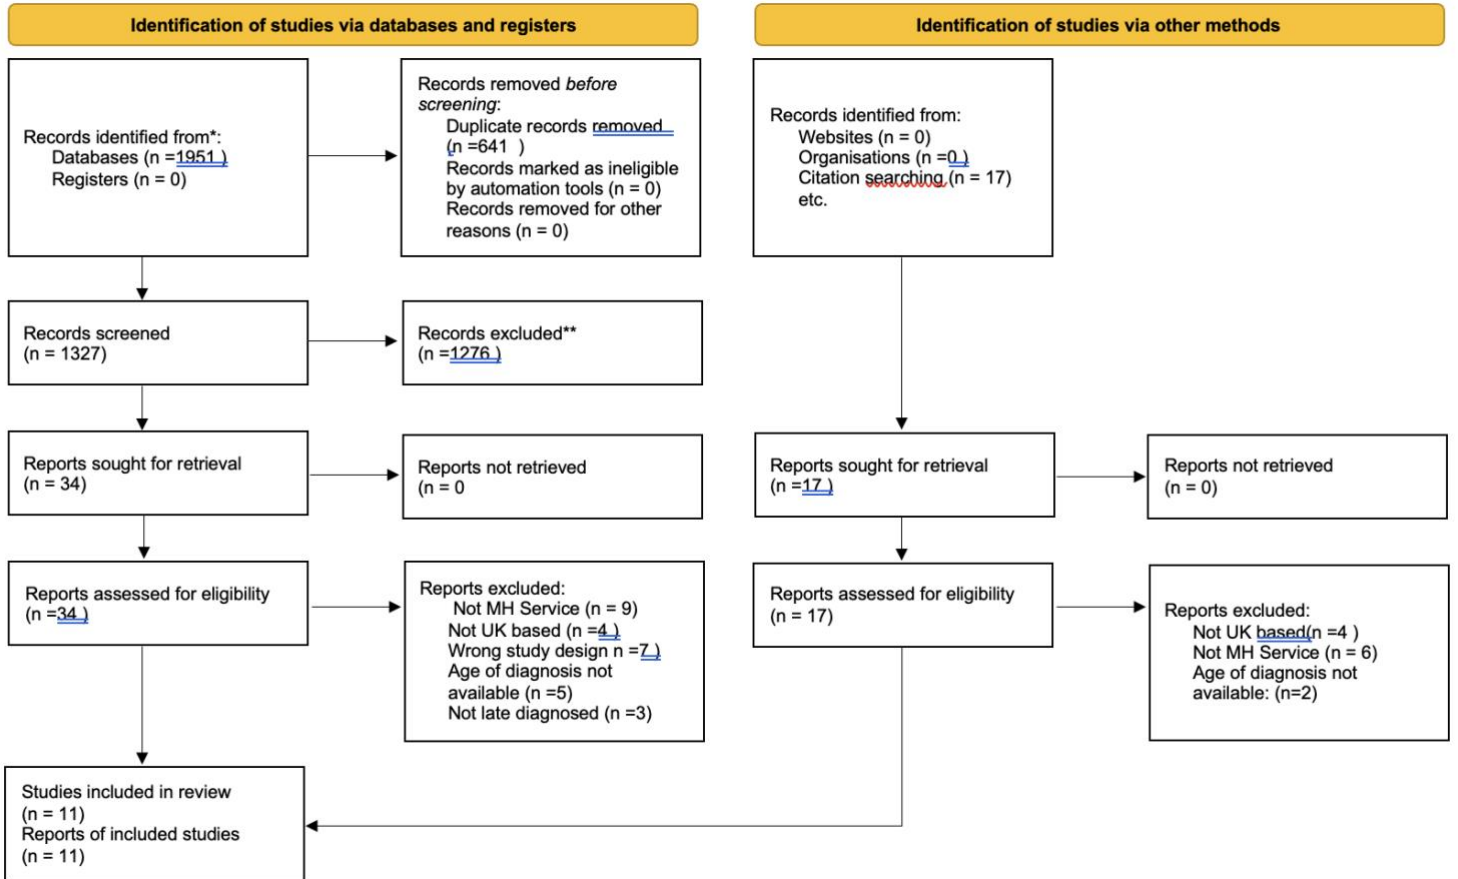 Identification of studies via databases and registers
Identification of studies via other methods
Records identified from*:
Databases (n =1951 )
Registers (n = 0)
Records removed before
screening:
Duplicate records removed
(n =641  )
Records marked as ineligible
by automation tools (n = 0)
Records removed for other
reasons (n = 0)
Records identified from:
Websites (n = 0)
Organisations (n =0 )
Citation searching (n = 17)
etc.
Records screened
(n = 1327)
Records excluded**
(n =1276 )
Reports sought for retrieval
(n = 34)
Reports not retrieved
(n = 0
Reports sought for retrieval
(n =17 )
Reports not retrieved
(n = 0)
Reports assessed for eligibility
(n =34 )
Reports excluded:
Not MH Service (n = 9)
Not UK based (n =4 )
Wrong study design n =7 )
Age of diagnosis not
available (n =5)
Not late diagnosed (n =3)
Reports assessed for eligibility
(n = 17)
Reports excluded:
Not UK based(n =4 )
Not MH Service (n = 6)
Age of diagnosis not
available: (n=2)
Studies included in review
(n = 11)
Reports of included studies
(n = 11)